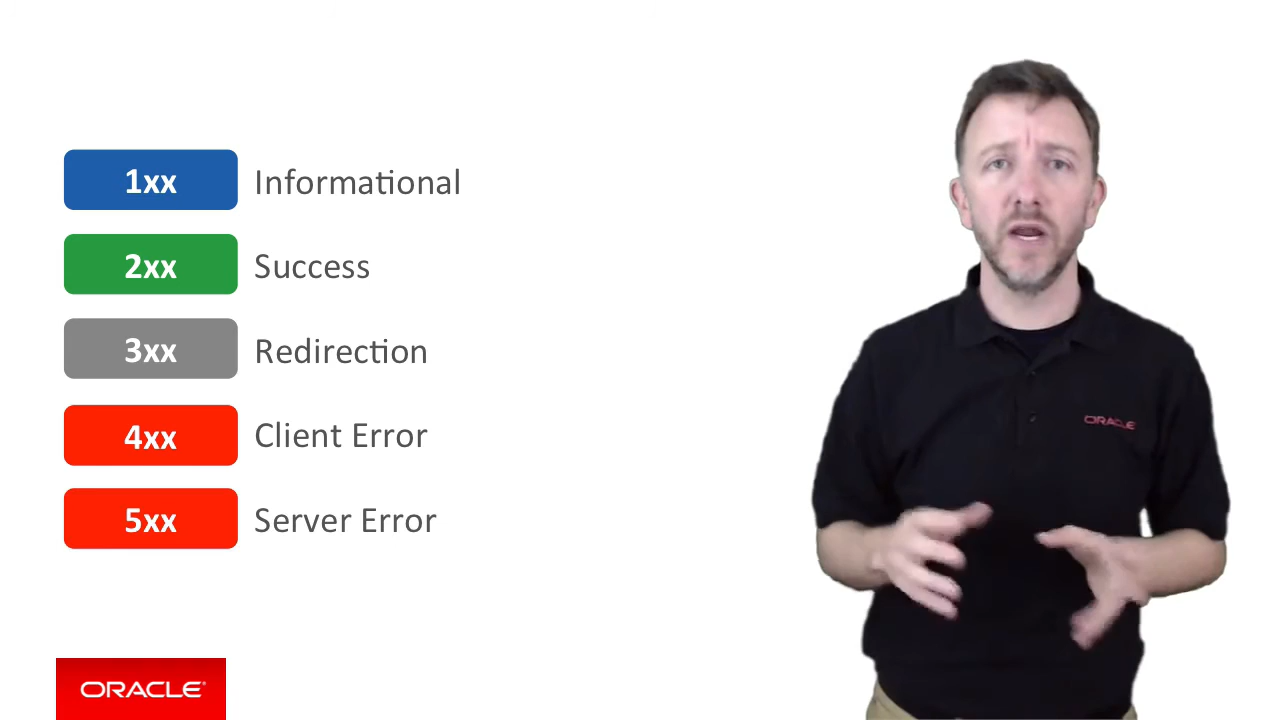 1xx Informational
2xx Success
3xx Redirection
4xx Client Error
5xx Server Error
ORACLE
ORACLE®